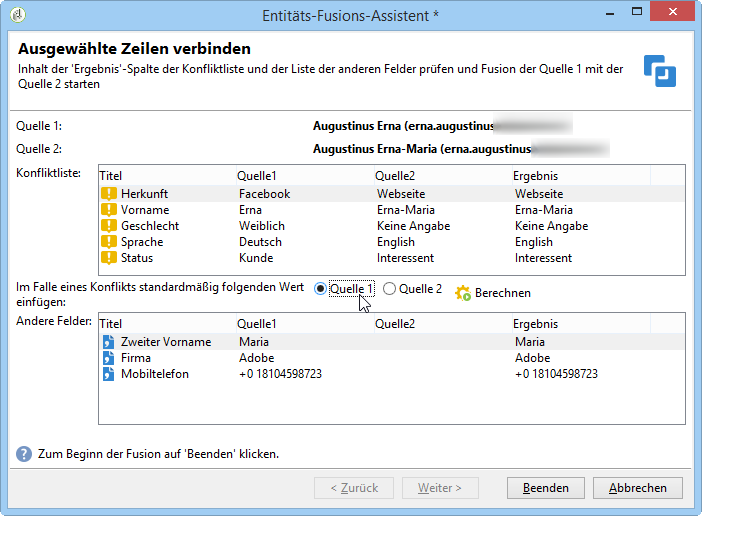 Entitäts-Fusions-Assistent *
Ausgewählte Zeilen verbinden
Inhalt der 'Ergebnis'-Spalte der Konfliktliste und der Liste der anderen Felder prüfen und Fusion der Quelle 1 mit der
Quelle 2 starten
Quelle 1: Augustinus Erna (erna.augustinus
Quelle 2: Augustinus Erna-Maria (erna.augustinus
Konfliktliste: Titel Quelle1 Quelle2 Ergebnis
Herkunft Facebook Webseite Webseite
Vorname Erna Erna-Maria Erna-Maria
Geschlecht Weiblich Keine Angabe Keine Angabe
Sprache Deutsch English English
Status Kunde Interessent Interessent
Im Falle eines Konflikts standardmäßig folgenden Wert
einfügen: Quelle 1 Quelle 2 Berechnen
Andere Felder: Titel Quelle1 Quelle2 Ergebnis
Zweiter Vorname Maria Maria
Firma Adobe Adobe
Mobiltelefon +0 18104598723 +0 18104598723
Zum Beginn der Fusion auf 'Beenden' klicken.
< Zurück Weiter > Beenden Abbrechen